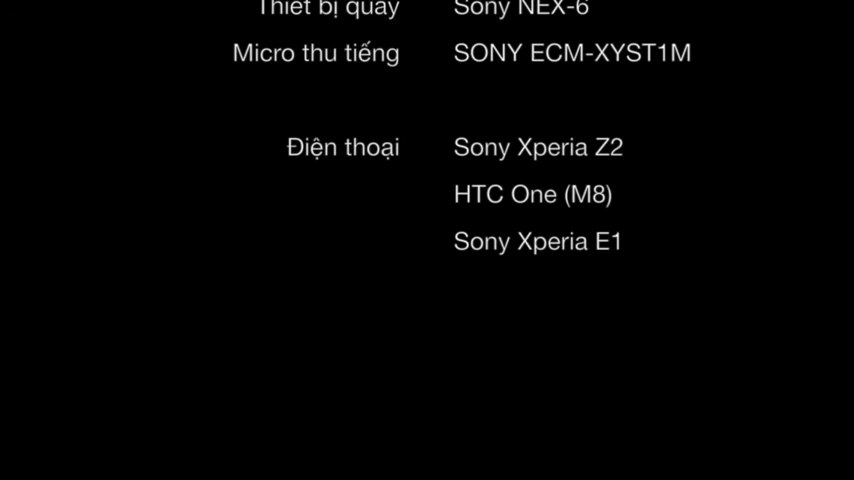 Thiết bị quay Sony NEX-6
Micro thu tiếng SONY ECM-XYST1M
Điện thoại Sony Xperia Z2
HTC One (M8)
Sony Xperia E1